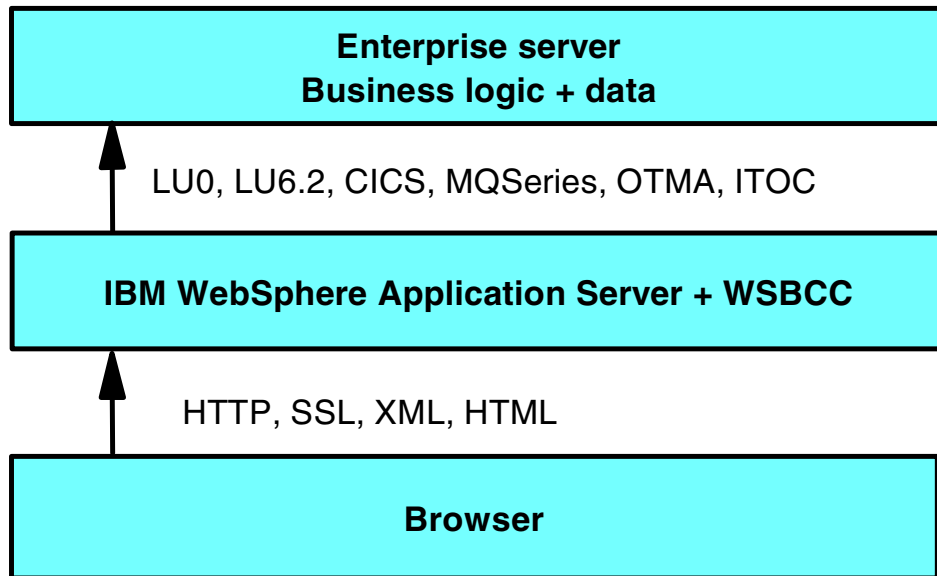 Enterprise server
Business logic + data
LU0, LU6.2, CICS, MQSeries, OTMA, ITOC
IBM WebSphere Application Server + WSBCC
HTTP, SSL, XML, HTML
Browser